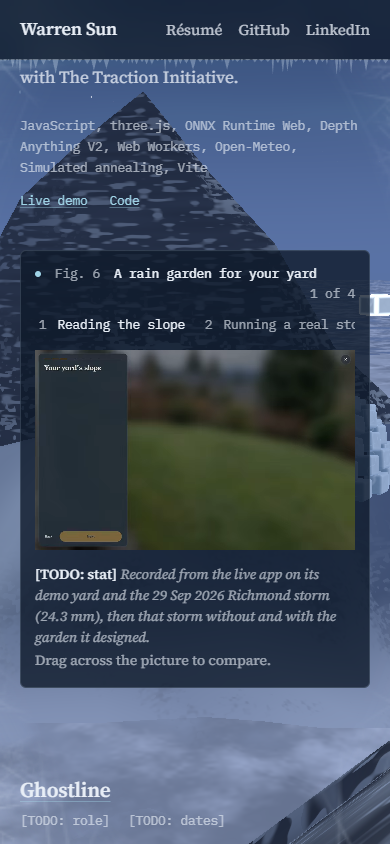 Warren Sun
Résumé GitHub LinkedIn
with The Traction Initiative.
JavaScript, three.js, ONNX Runtime Web, Depth
Anything V2, Web Workers, Open-Meteo,
Simulated annealing, Vite
Live demo Code
Fig. 6 A rain garden for your yard
1 of 4
1 Reading the slope 2 Running a real sto
Your yard's slope
[TODO: stat] Recorded from the live app on its
demo yard and the 29 Sep 2026 Richmond storm
(24.3 mm), then that storm without and with the
garden it designed.
Drag across the picture to compare.
Ghostline
[TODO: role] [TODO: dates]